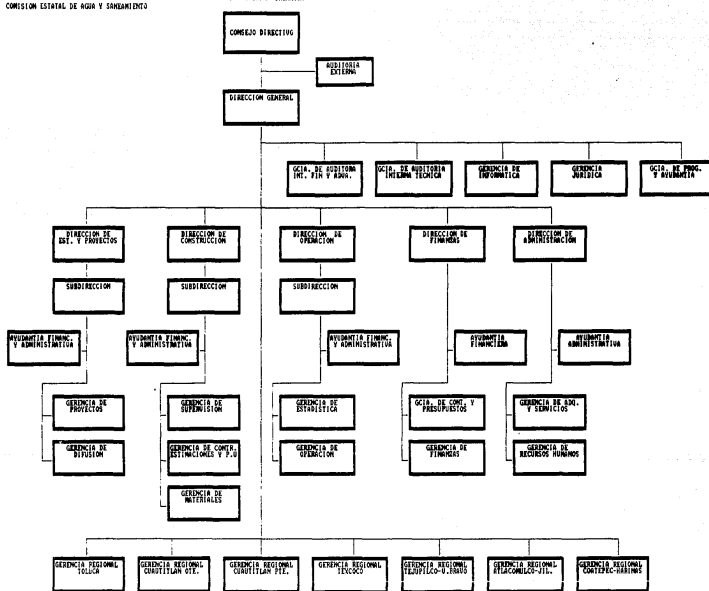 COMISION ESTATAL DE AGUA Y SANEAMIENTO
CONSEJO DIRECTIVO
AUDITORIA
EXTERNA
DIRECCION GENERAL
GCIA. DE AUDITORA
INT. FIN Y ADVA.
GCIA. DE AUDITORIA
INTERNA TECNICA
GERENCIA DE
INFORMATICA
GERENCIA
JURIDICA
GCIA. DE PROG.
Y AYUDANTIA
DIRECCION DE
EST. Y PROYECTOS
DIRECCION DE
CONSTRUCCION
DIRECCION DE
OPERACION
DIRECCION DE
FINANZAS
DIRECCION DE
ADMINISTRACION
SUBDIRECCION
SUBDIRECCION
SUBDIRECCION
AYUDANTIA FINANC.
Y ADMINISTRATIVA
AYUDANTIA FINANC.
Y ADMINISTRATIVA
AYUDANTIA FINANC.
Y ADMINISTRATIVA
AYUDANTIA
FINANCIERA
AYUDANTIA
ADMINISTRATIVA
GERENCIA DE
PROYECTOS
GERENCIA DE
SUPERVISION
GERENCIA DE
ESTADISTICA
GCIA. DE CONT. Y
PRESUPUESTOS
GERENCIA DE ADQ.
Y SERVICIOS
GERENCIA DE
DIFUSION
GERENCIA DE CONTR.
ESTIMACIONES Y P.U
GERENCIA DE
OPERACION
GERENCIA DE
FINANZAS
GERENCIA DE
RECURSOS HUMANOS
GERENCIA DE
MATERIALES
GERENCIA REGIONAL
TOLUCA
GERENCIA REGIONAL
CUAUTITLAN OTE.
GERENCIA REGIONAL
CUAUTITLAN PTE.
GERENCIA REGIONAL
TEXCOCO
GERENCIA REGIONAL
TEJUPILCO-V.BRAVO
GERENCIA REGIONAL
ATLACOMULCO-JIL.
GERENCIA REGIONAL
COATEPEC-HARINAS